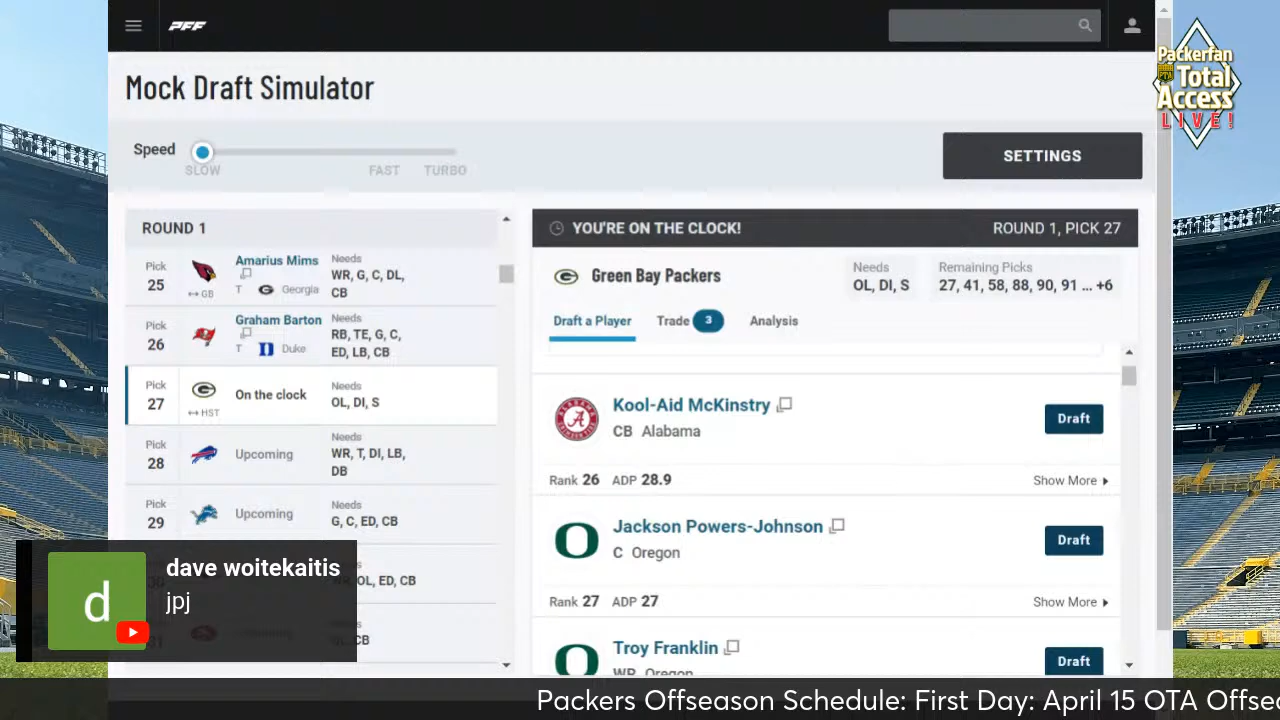 PFF
Packerfan
PTA
Total
Access
LIVE!
Mock Draft Simulator
Speed
SLOW
FAST
TURBO
SETTINGS
ROUND 1
Pick
25
GB
Amarius Mims
T
Georgia
Needs
WR, G, C, DL,
CB
Pick
26
Graham Barton
T
Duke
Needs
RB, TE, G, C,
ED, LB, CB
Pick
27
HST
On the clock
Needs
OL, DI, S
Pick
28
Upcoming
Needs
WR, T, DI, LB,
DB
Pick
29
Upcoming
Needs
G, C, ED, CB
OL, ED, CB
CB
YOU'RE ON THE CLOCK!
ROUND 1, PICK 27
Green Bay Packers
Needs
OL, DI, S
Remaining Picks
27, 41, 58, 88, 90, 91 ... +6
Draft a Player
Trade 3
Analysis
Kool-Aid McKinstry
CB Alabama
Draft
Rank 26 ADP 28.9
Show More
Jackson Powers-Johnson
C Oregon
Draft
Rank 27 ADP 27
Show More
Troy Franklin
WR Oregon
Draft
d
dave woitekaitis
jpj
Packers Offseason Schedule: First Day: April 15 OTA Offsea